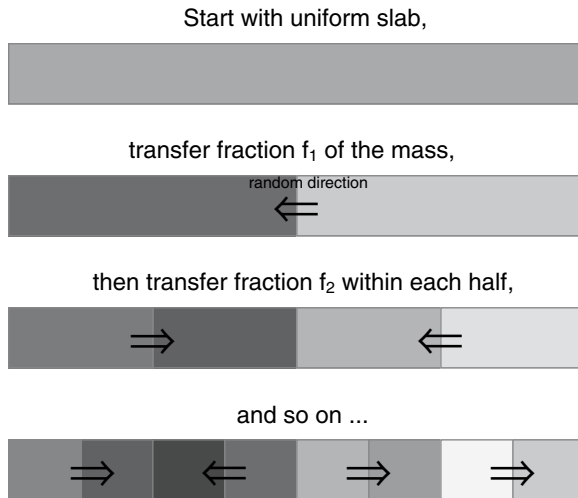 Start with uniform slab,
transfer fraction f₁ of the mass,
random direction
then transfer fraction f₂ within each half,
and so on ...